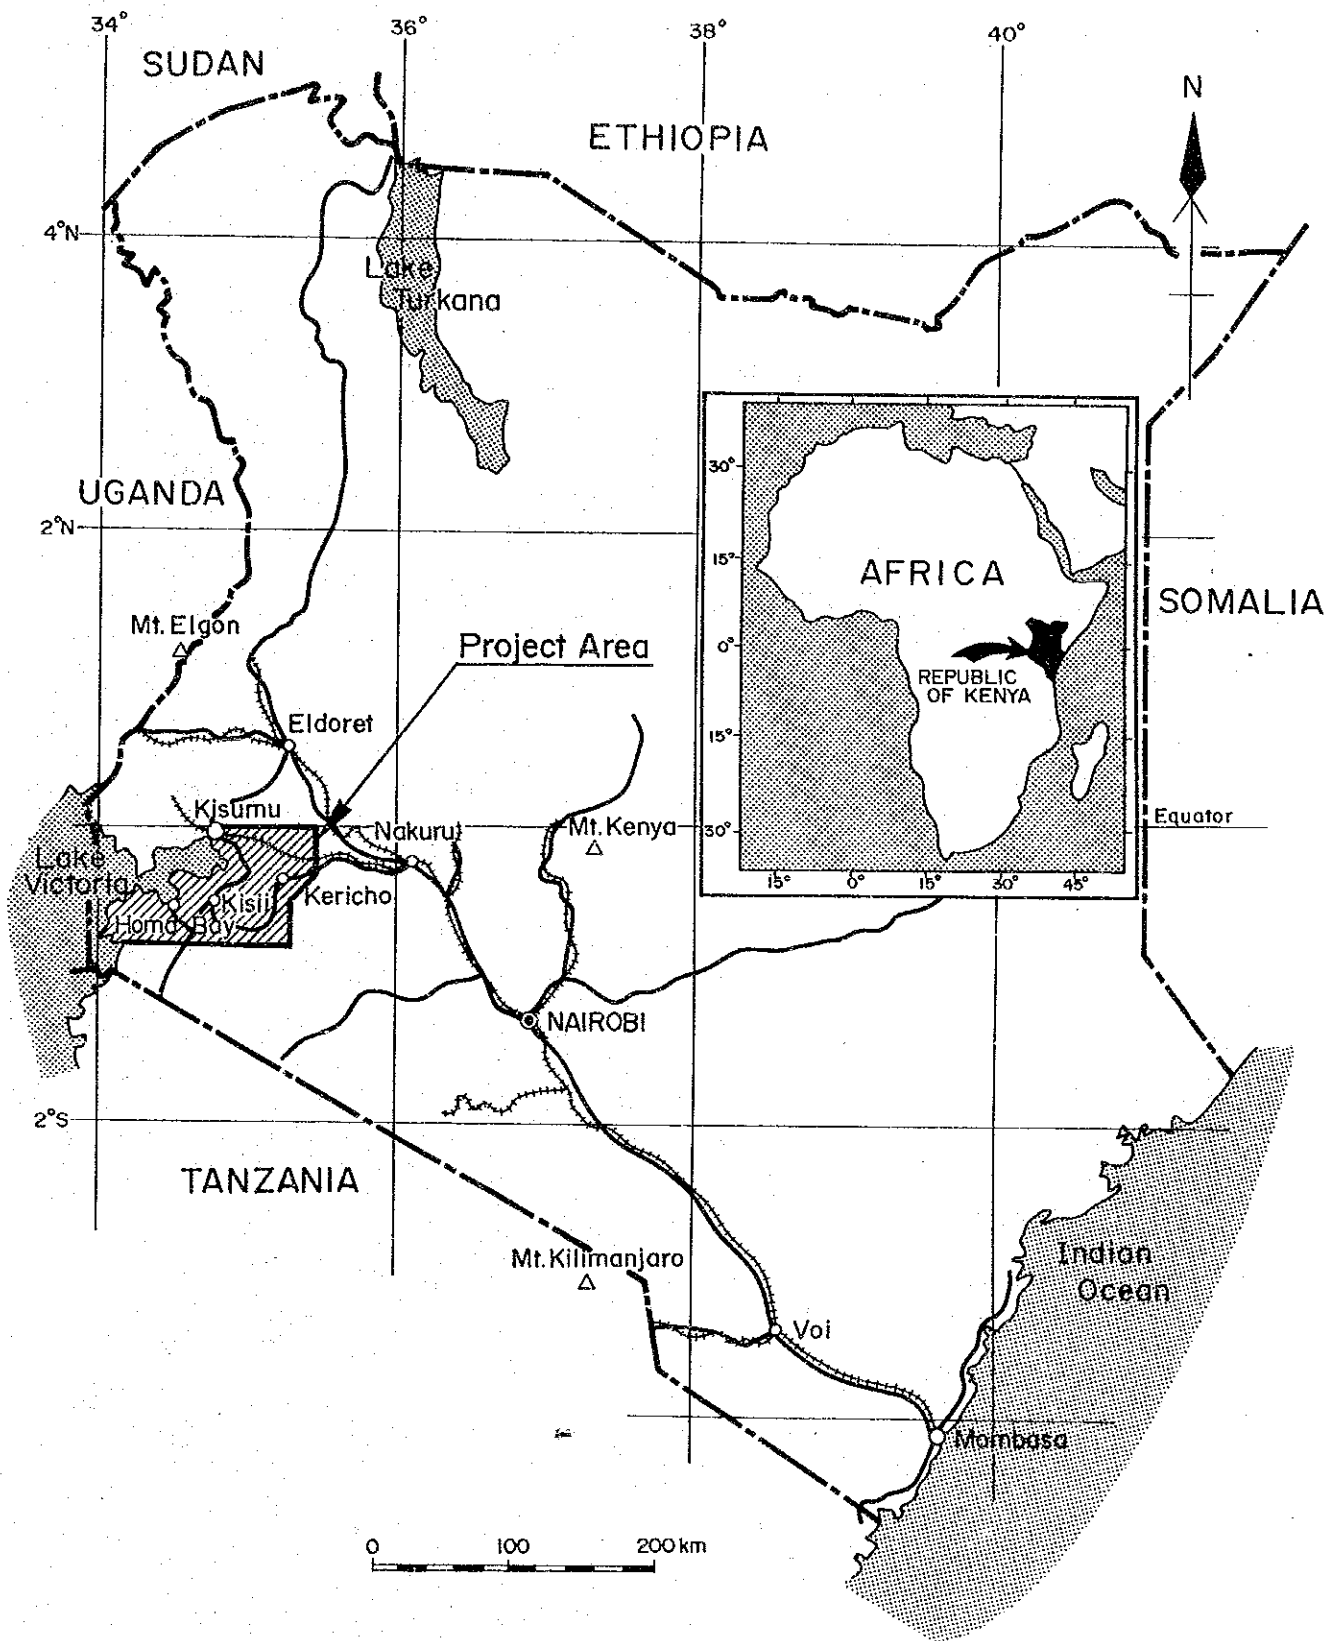 34°
36°
38°
40°
SUDAN
N
ETHIOPIA
4°N
Lake
Turkana
UGANDA
2°N
30°
15°
AFRICA
SOMALIA
Mt. Elgon
Project Area
0°
REPUBLIC
OF KENYA
Eldoret
15°
Kisumu
Nakuru
Mt. Kenya
30°
Equator
Lake
Victoria
15°
0°
15°
30°
45°
Kericho
Kisii
Homa Bay
NAIROBI
2°S
TANZANIA
Mt. Kilimanjaro
Indian
Ocean
Voi
Mombasa
0
100
200 km